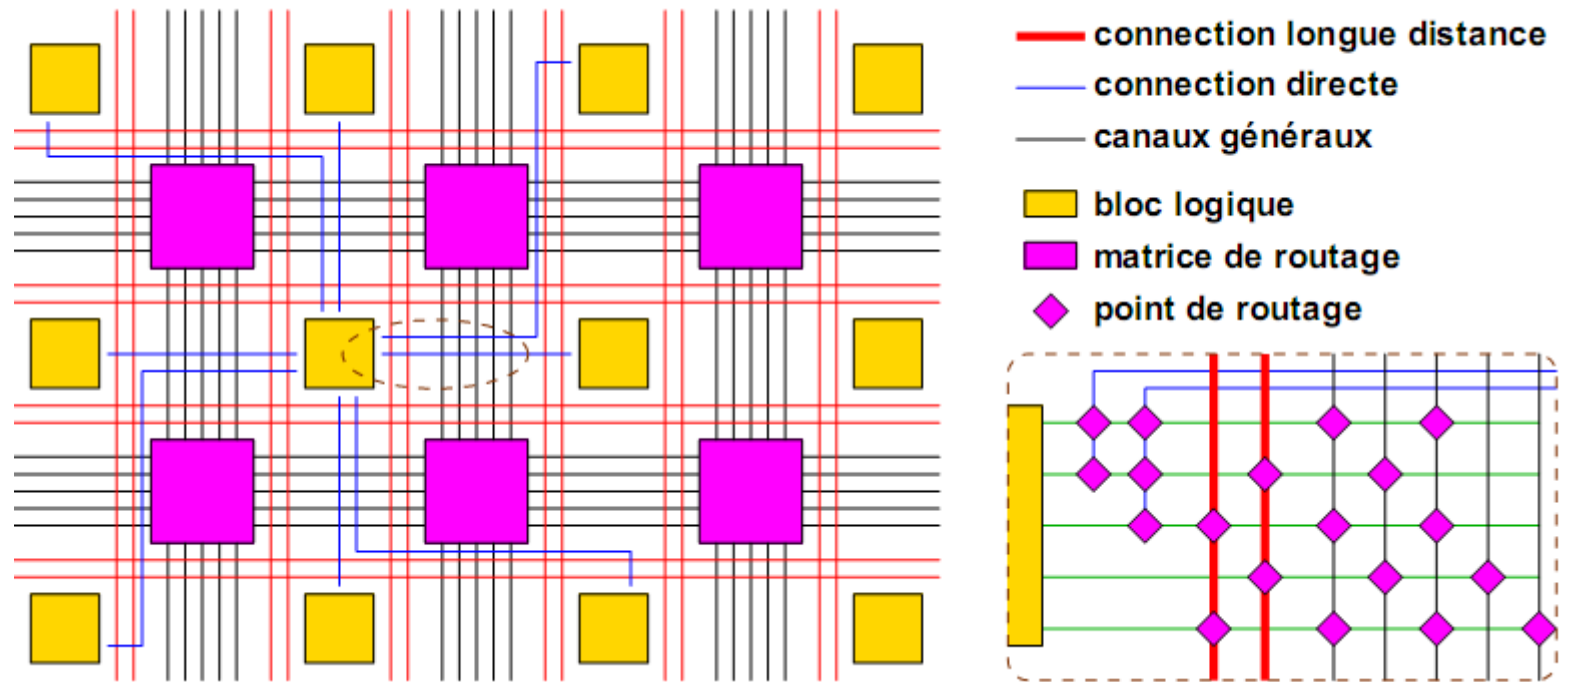 connection longue distance
connection directe
canaux généraux
bloc logique
matrice de routage
point de routage